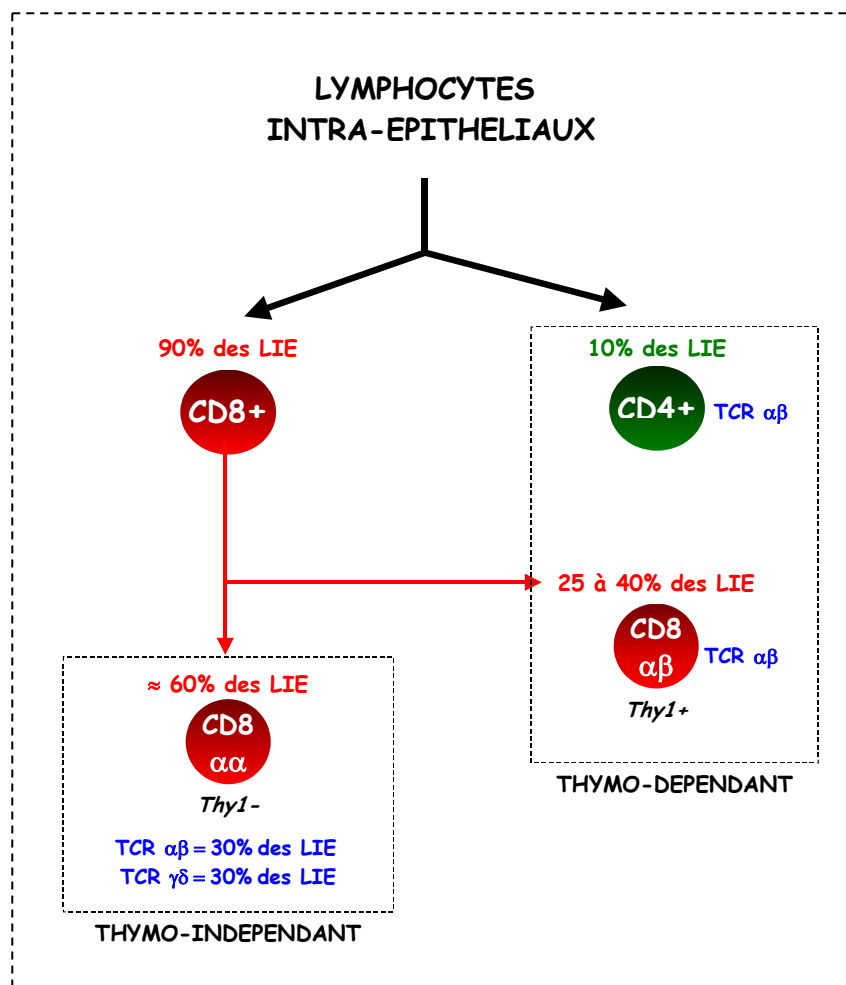 LYMPHOCYTES
INTRA-EPITHELIAUX
90% des LIE
CD8+
10% des LIE
CD4+
TCR αβ
25 à 40% des LIE
CD8
αβ
TCR αβ
Thy1+
THYMO-DEPENDANT
≈ 60% des LIE
CD8
αα
Thy1-
TCR αβ = 30% des LIE
TCR γδ = 30% des LIE
THYMO-INDEPENDANT